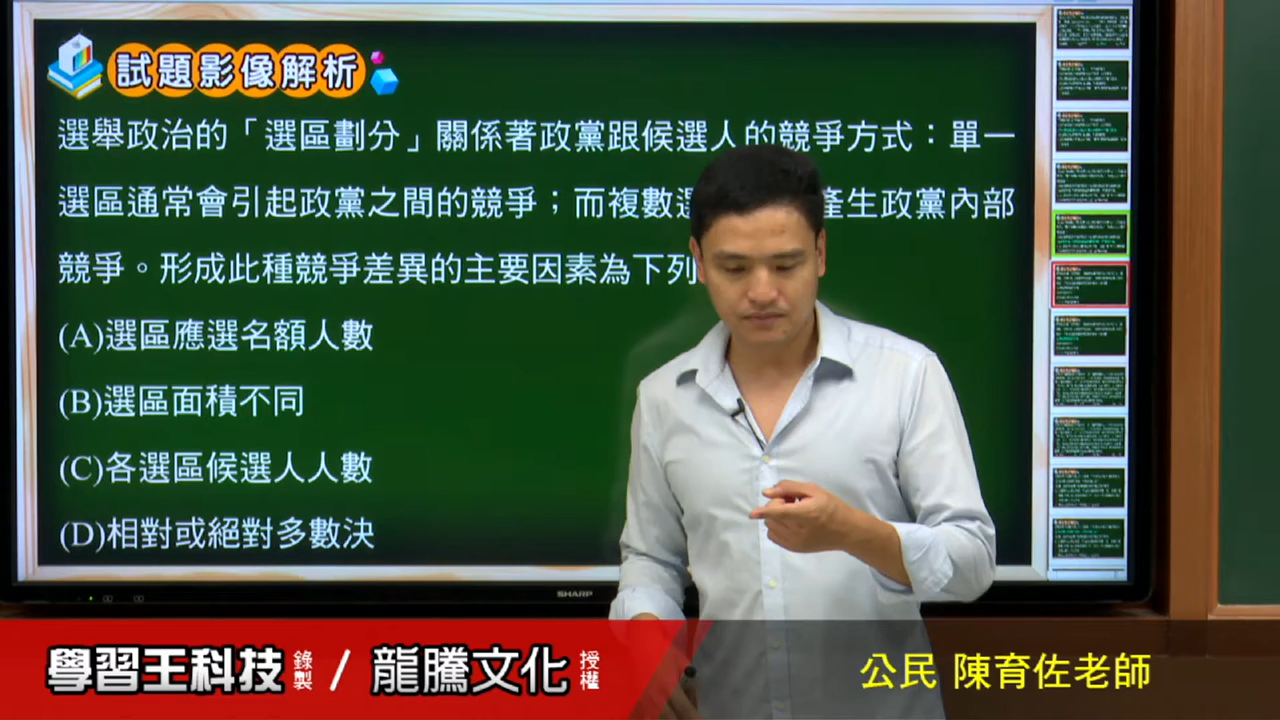 試題影像解析
選舉政治的「選區劃分」關係著政黨跟候選人的競爭方式：單一
選區通常會引起政黨之間的競爭；而複數選 產生政黨內部
競爭。形成此種競爭差異的主要因素為下列
(A)選區應選名額人數
(B)選區面積不同
(C)各選區候選人人數
(D)相對或絕對多數決
SHARP
學習王科技 錄製 / 龍騰文化 授權
公民 陳育佐老師